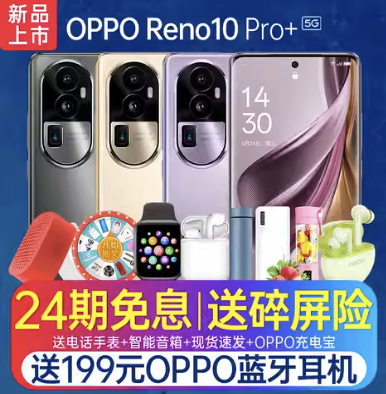 新品
上市
OPPO Reno10 Pro+ 5G
14
30
24期免息|送碎屏险
送电话手表+智能音箱+现货速发+OPPO充电宝
送199元OPPO蓝牙耳机